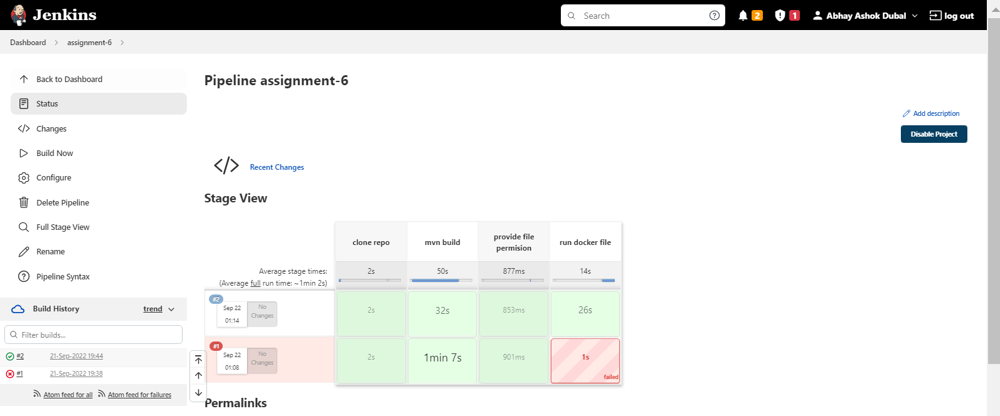 Jenkins
Search
2
1
Abhay Ashok Dubal
log out
Dashboard
assignment-6
Back to Dashboard
Status
Changes
Build Now
Configure
Delete Pipeline
Full Stage View
Rename
Pipeline Syntax
Build History
trend
Filter builds...
#2 21-Sep-2022 19:44
#1 21-Sep-2022 19:38
Atom feed for all Atom feed for failures
Pipeline assignment-6
Add description
Disable Project
Recent Changes
Stage View
clone repo
mvn build
provide file
permision
run docker file
Average stage times:
(Average full run time: ~1min 2s)
2s
50s
877ms
14s
#2
Sep 22
01:14
No
Changes
2s
32s
853ms
26s
#1
Sep 22
01:08
No
Changes
2s
1min 7s
901ms
1s
failed
Permalinks